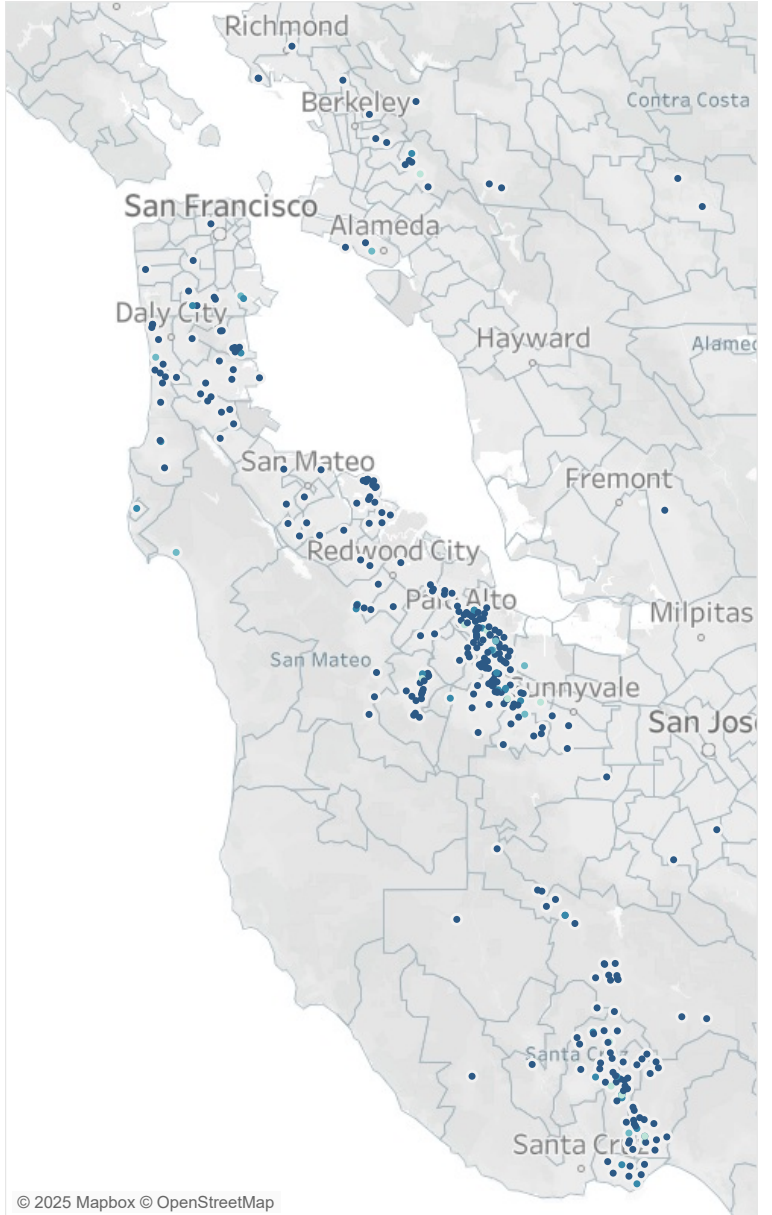 Richmond
Berkeley
Contra Costa
San Francisco
Alameda
Daly City
Hayward
Alamed
San Mateo
Fremont
Redwood City
Palo Alto
Milpitas
San Mateo
Sunnyvale
San Jos
Santa Cruz
Santa Cruz
© 2025 Mapbox © OpenStreetMap